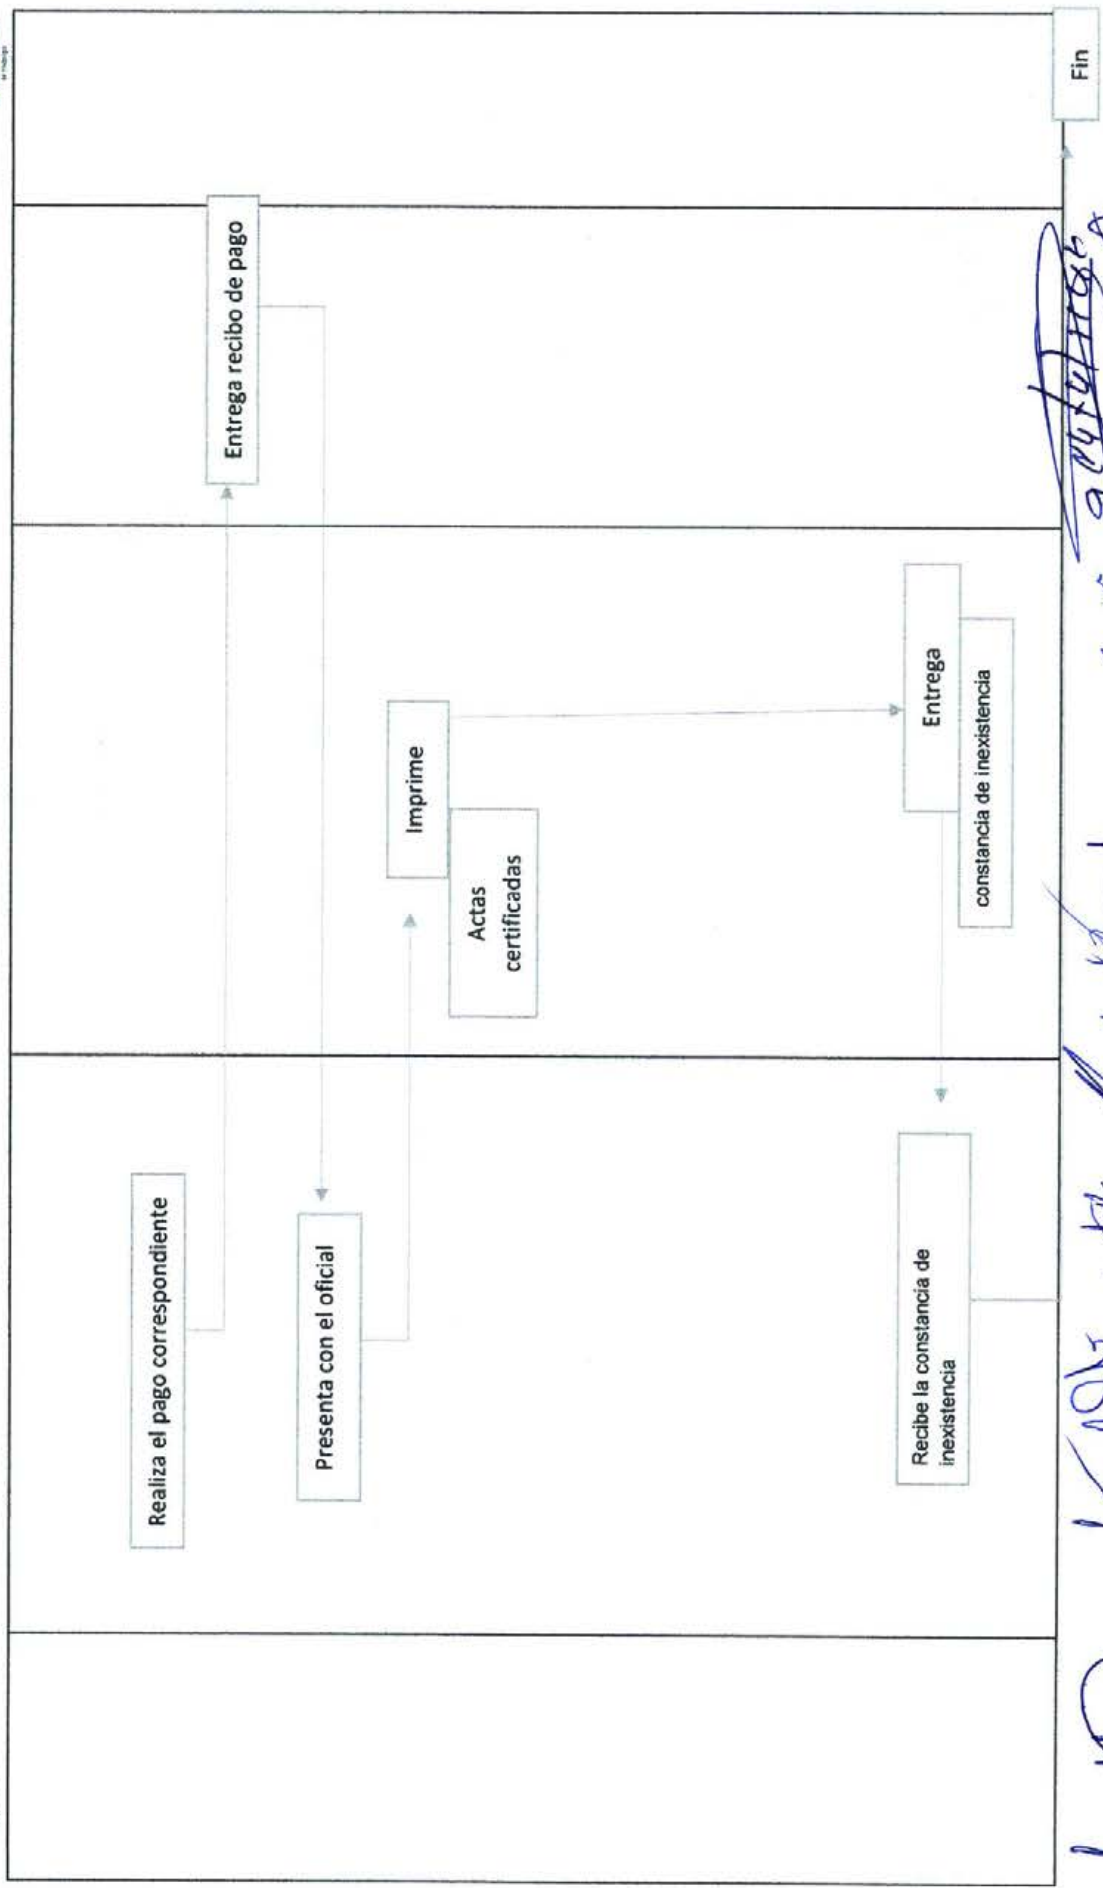 Realiza el pago correspondiente
Entrega recibo de pago
Presenta con el oficial
Imprime
Actas
certificadas
Entrega
constancia de inexistencia
Recibe la constancia de
inexistencia
Fin